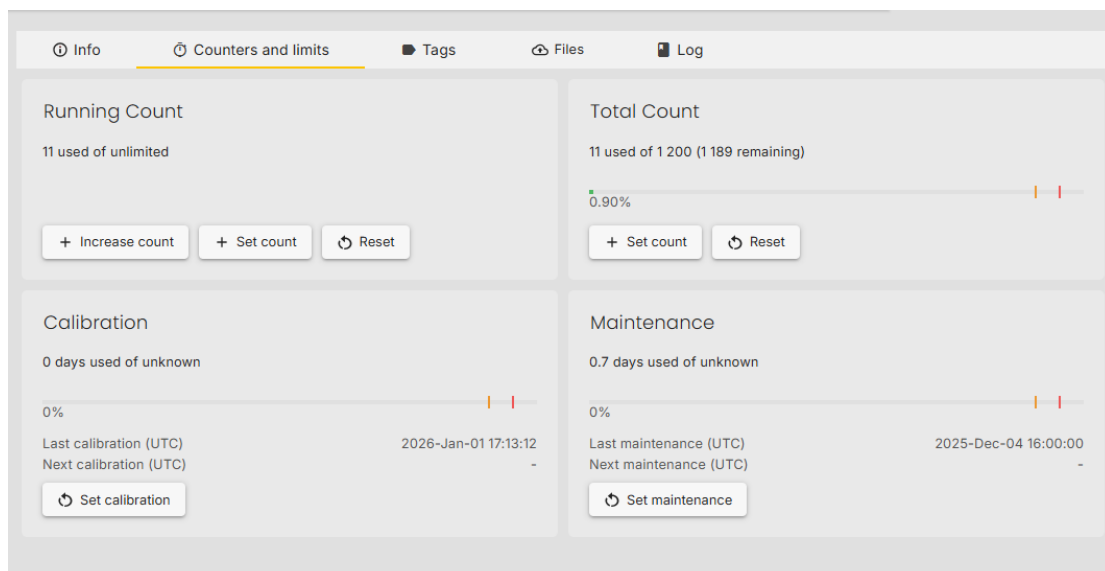 Info Counters and limits Tags Files Log
Running Count
11 used of unlimited
+ Increase count + Set count Reset
Total Count
11 used of 1 200 (1 189 remaining)
0.90%
+ Set count Reset
Calibration
0 days used of unknown
0%
Last calibration (UTC) 2026-Jan-01 17:13:12
Next calibration (UTC) -
Set calibration
Maintenance
0.7 days used of unknown
0%
Last maintenance (UTC) 2025-Dec-04 16:00:00
Next maintenance (UTC) -
Set maintenance